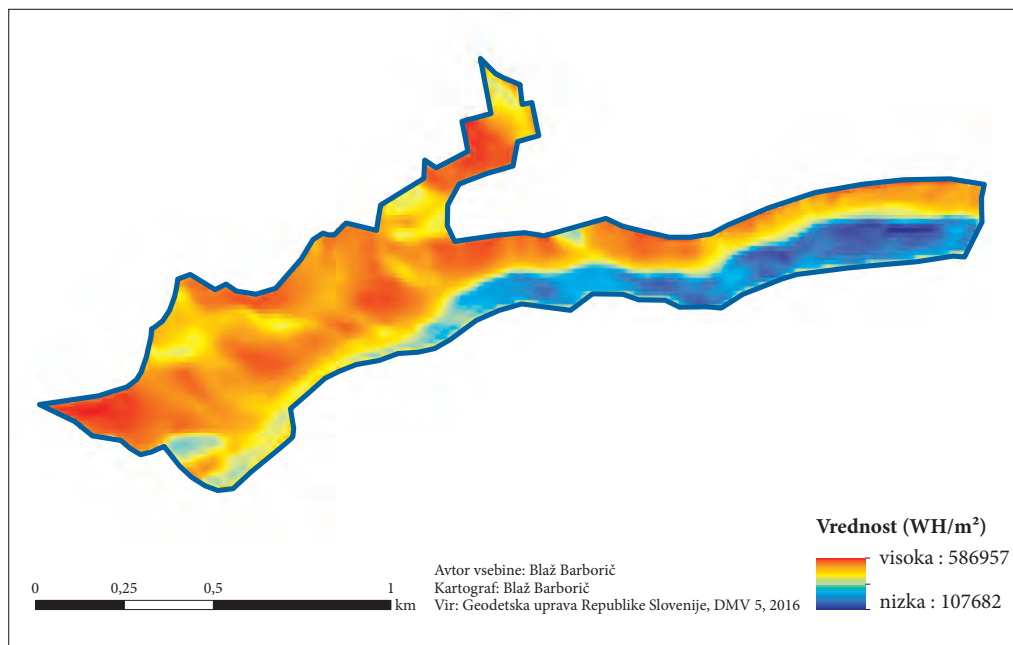 Vrednost (WH/m²)
visoka : 586957
nizka : 107682
Avtor vsebine: Blaž Barborič
Kartograf: Blaž Barborič
Vir: Geodetska uprava Republike Slovenije, DMV 5, 2016
0 0,25 0,5 1
km